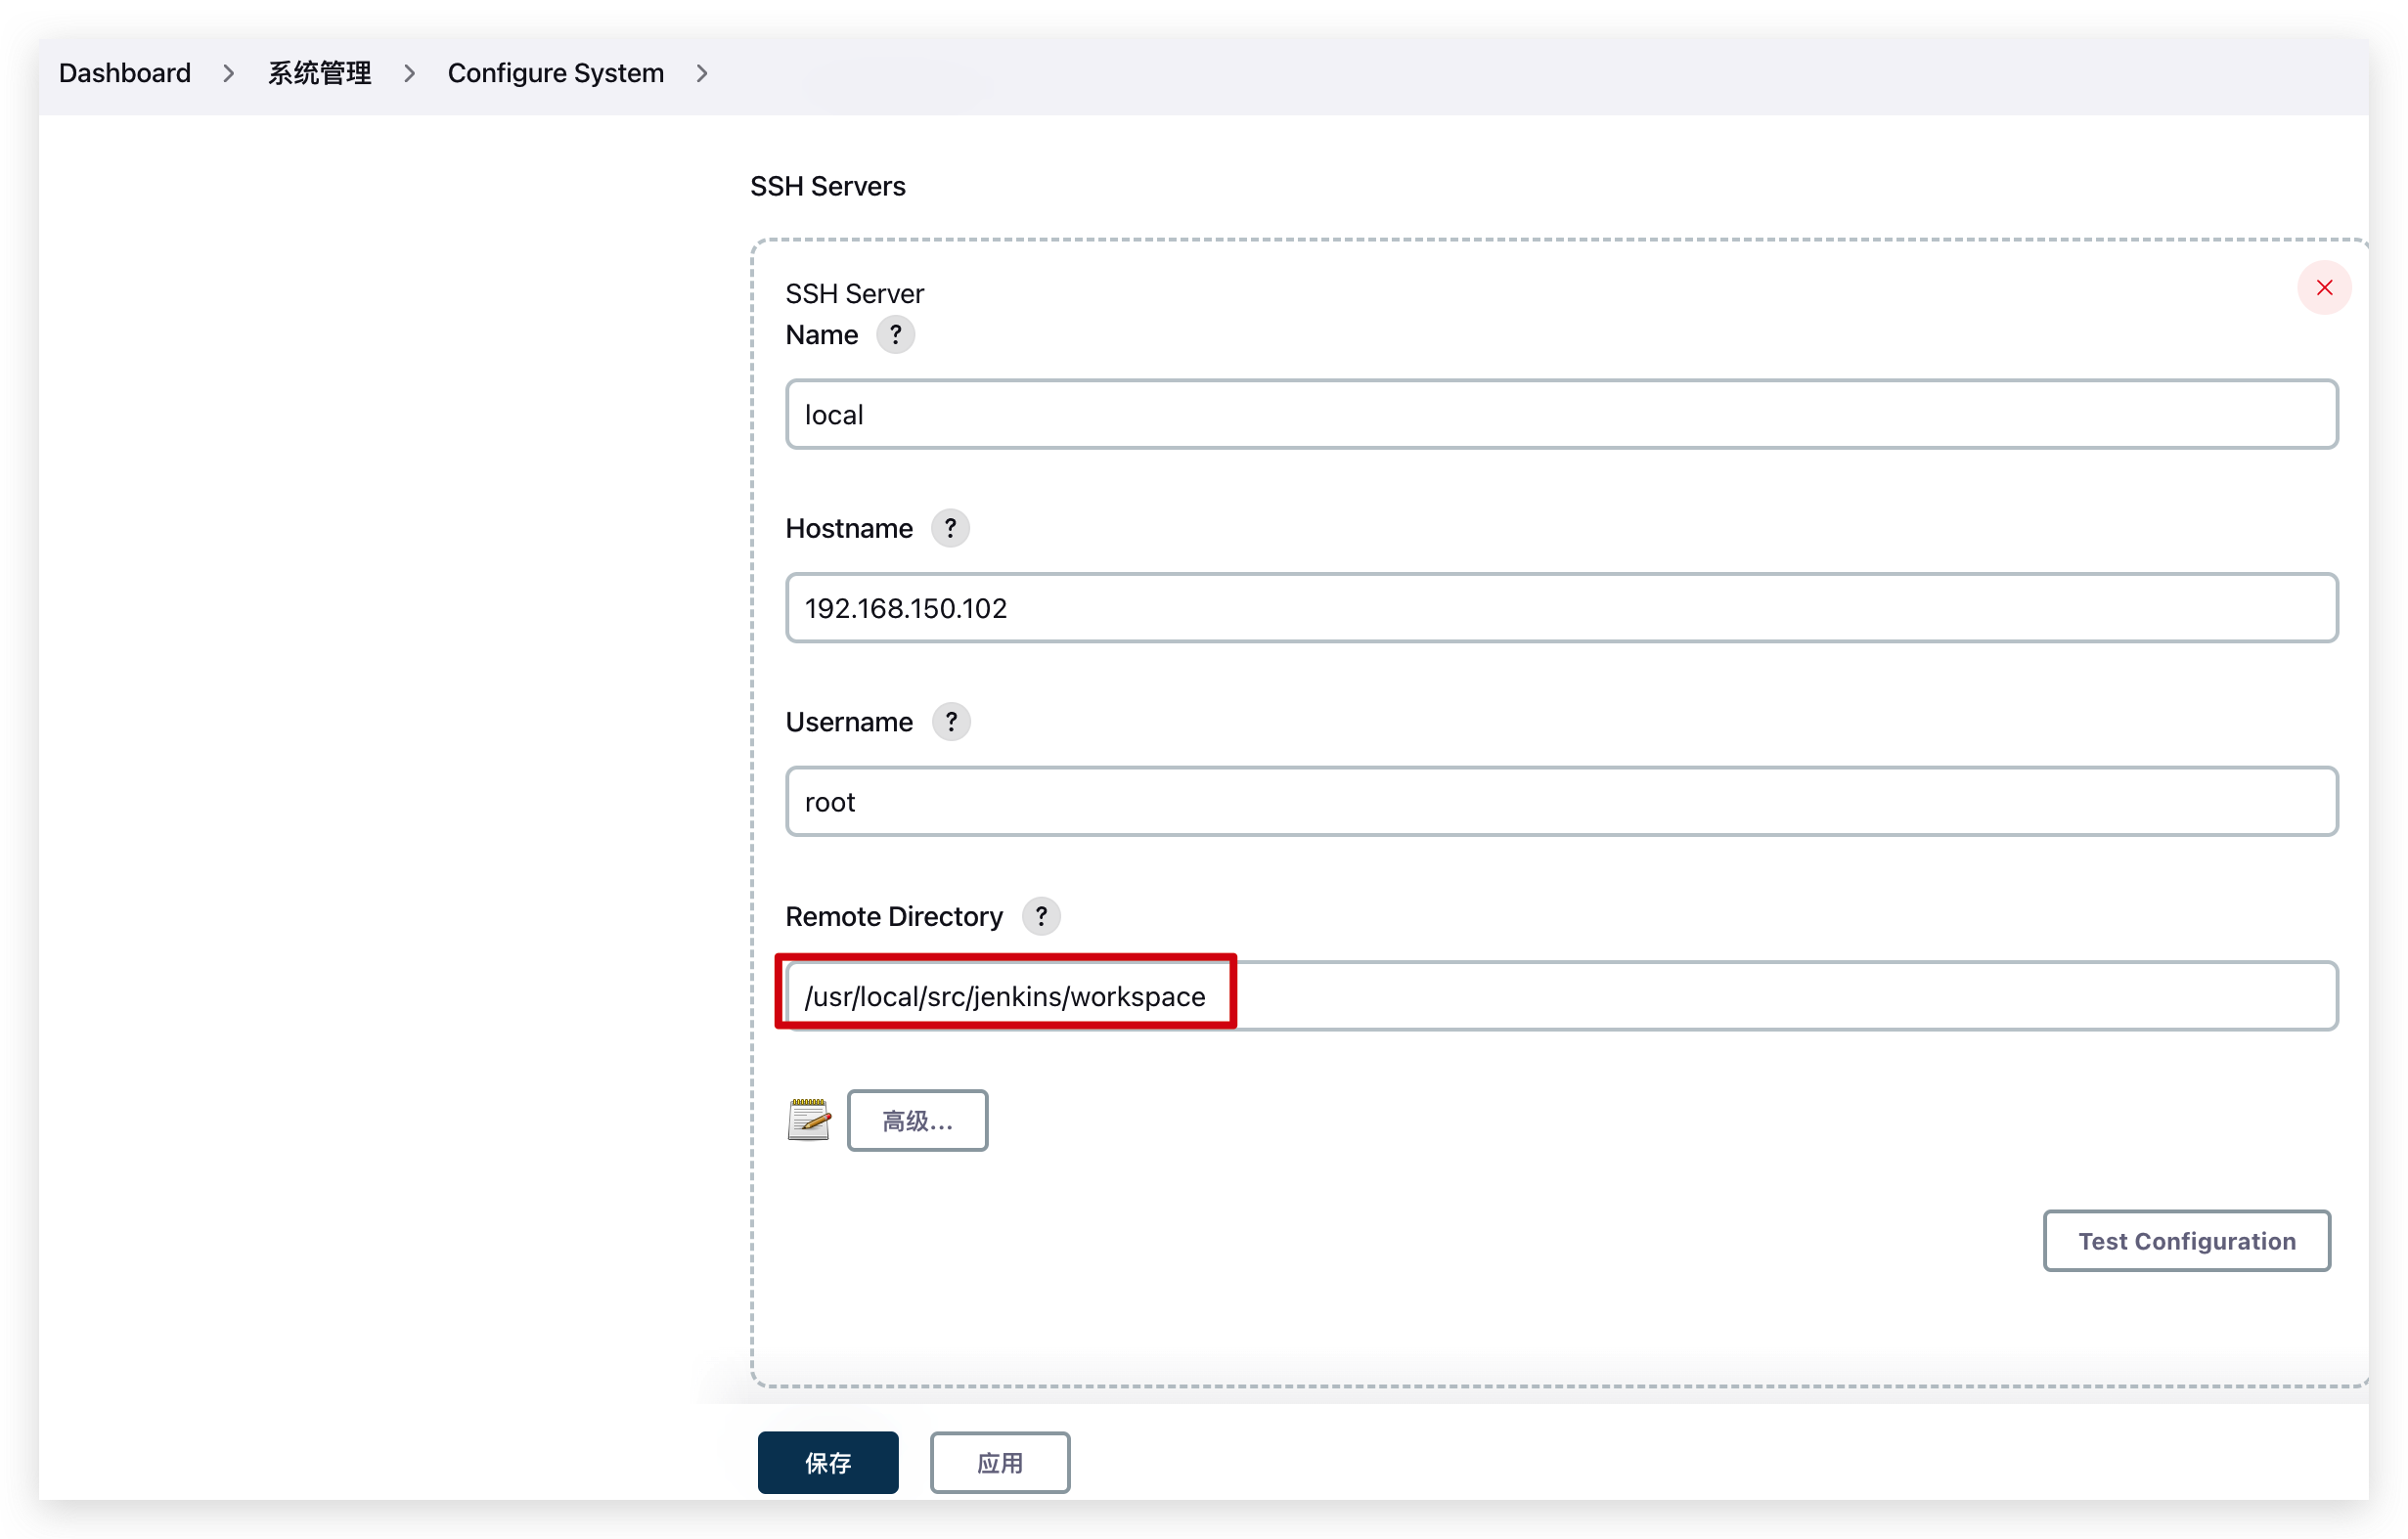 Dashboard > 系统管理 > Configure System >
SSH Servers
SSH Server
Name ?
local
Hostname ?
192.168.150.102
Username ?
root
Remote Directory ?
/usr/local/src/jenkins/workspace
高级...
Test Configuration
保存 应用